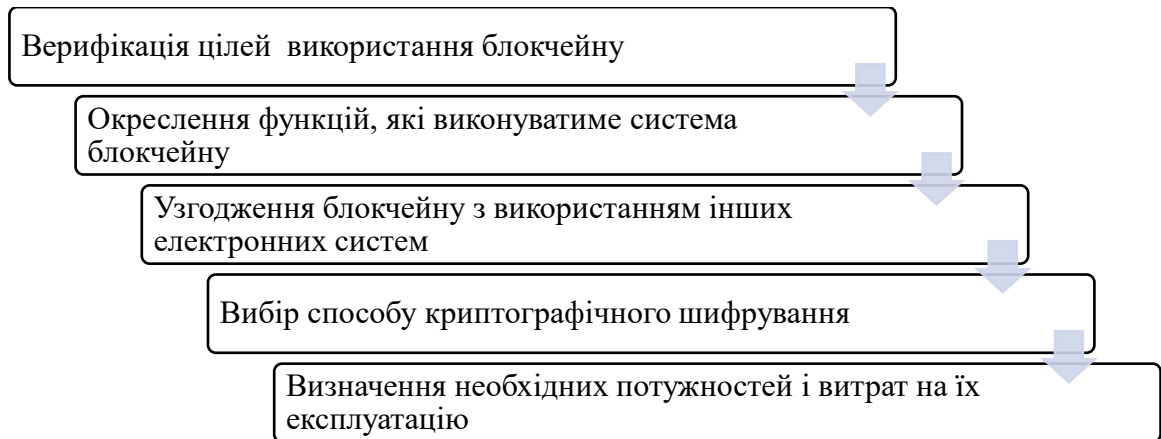 Верифікація цілей використання блокчейну
Окреслення функцій, які виконуватиме система
блокчейну
Узгодження блокчейну з використанням інших
електронних систем
Вибір способу криптографічного шифрування
Визначення необхідних потужностей і витрат на їх
експлуатацію